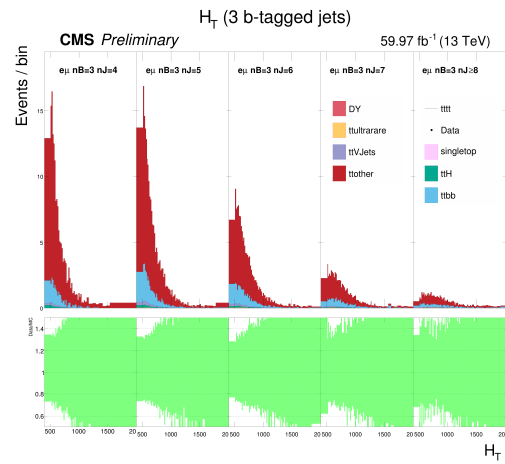 H_T (3 b-tagged jets)
CMS Preliminary 59.97 fb⁻¹ (13 TeV)
Events / bin
eμ nB=3 nJ=4 eμ nB=3 nJ=5 eμ nB=3 nJ=6 eμ nB=3 nJ=7 eμ nB=3 nJ≥8
DY tttt
ttultrarare Data
ttVJets singletop
ttother ttH
ttbb
15
10
5
0
Data/MC
1.4
1.2
1
0.8
0.6
500 1000 1500 20 500 1000 1500 20 500 1000 1500 20 500 1000 1500 20 500 1000 1500 20
H_T